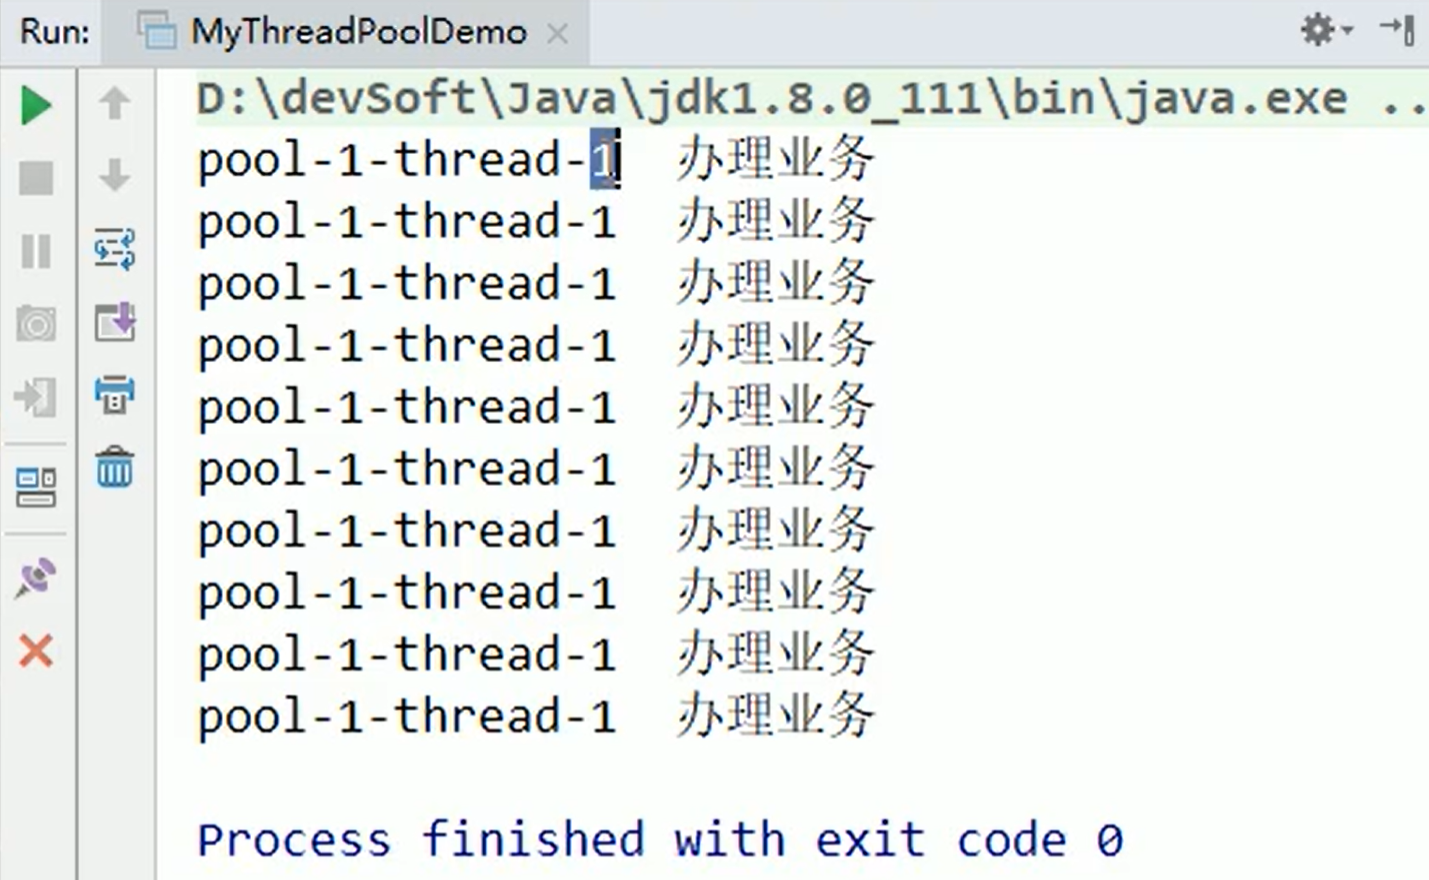 Run: MyThreadPoolDemo
D:\devSoft\Java\jdk1.8.0_111\bin\java.exe ..
pool-1-thread-1 办理业务
pool-1-thread-1 办理业务
pool-1-thread-1 办理业务
pool-1-thread-1 办理业务
pool-1-thread-1 办理业务
pool-1-thread-1 办理业务
pool-1-thread-1 办理业务
pool-1-thread-1 办理业务
pool-1-thread-1 办理业务
pool-1-thread-1 办理业务
Process finished with exit code 0